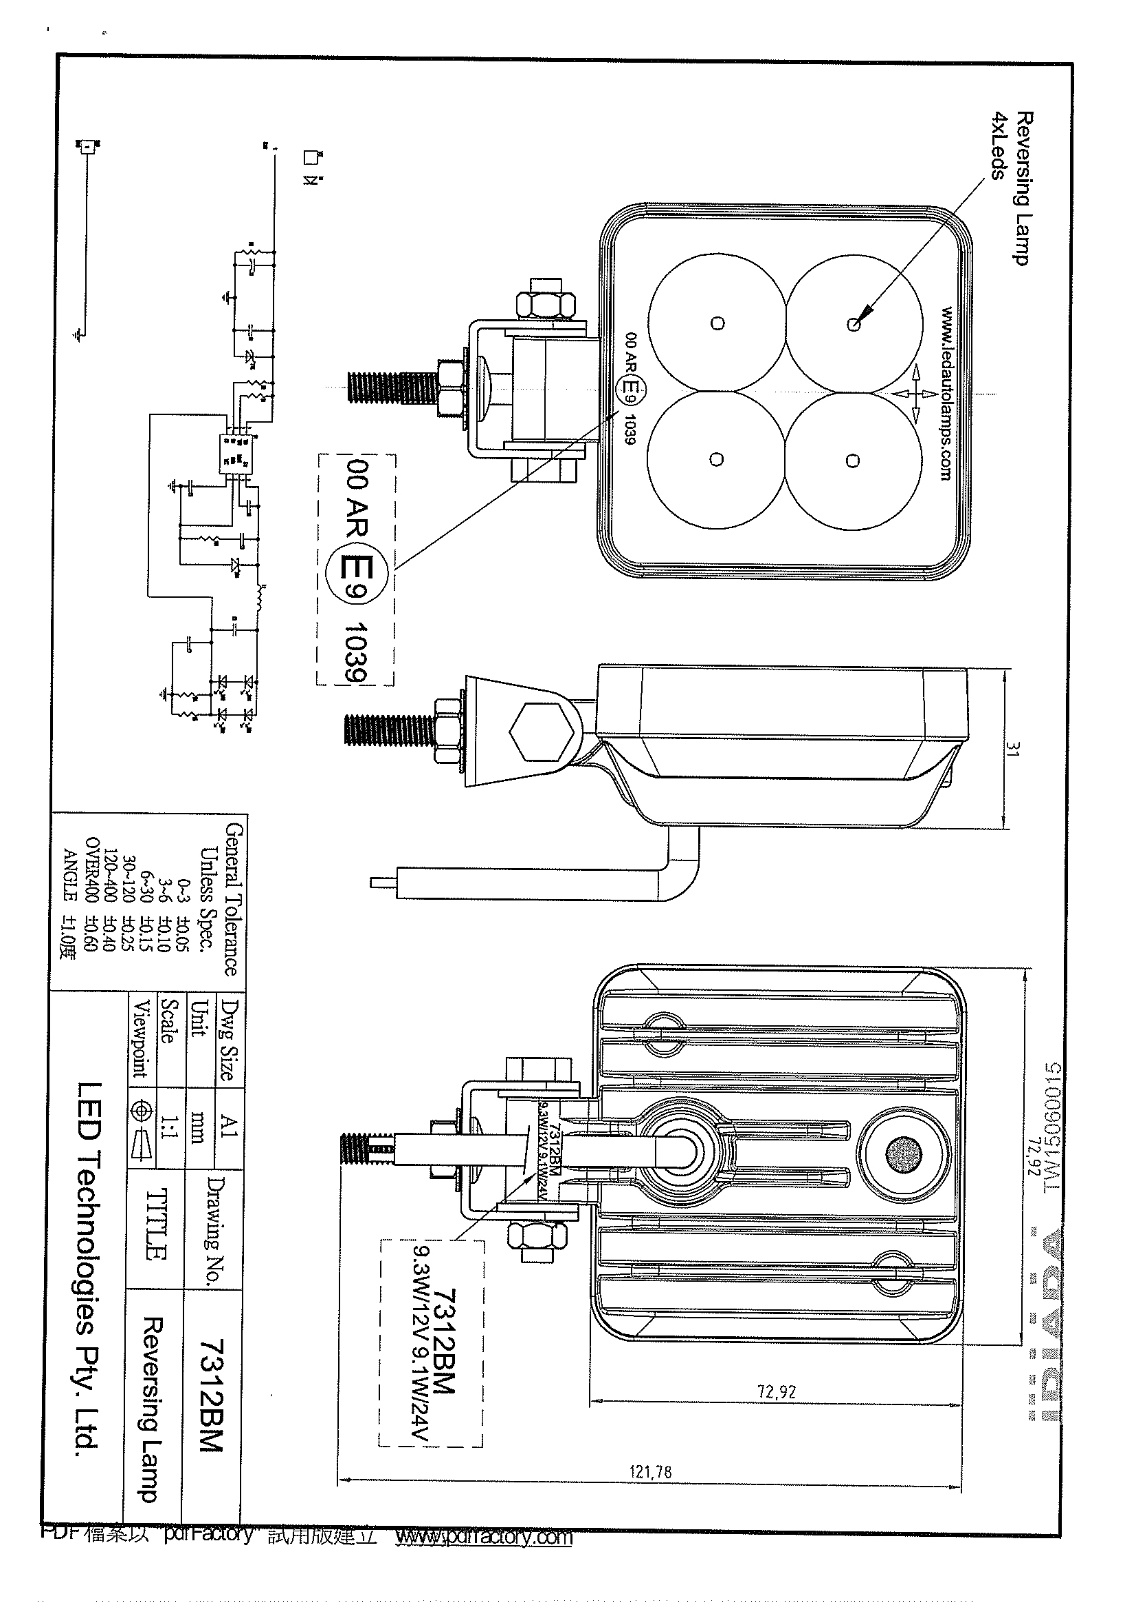 Reversing Lamp
4xLeds
www.ledautolamps.com
00 AR E9 1039
00 AR E9 1039
31
TW15060015
72,92
IDIADA
7312BM
9.3W/12V 9.1W/24V
7312BM
9.3W/12V 9.1W/24V
72,92
121,78
General Tolerance
Unless Spec.
0~3 ±0.05
3~6 ±0.10
6~30 ±0.15
30~120 ±0.25
120~400 ±0.40
OVER400 ±0.60
ANGLE ±1.0度
Dwg Size A1
Unit mm
Scale 1:1
Viewpoint
Drawing No. 7312BM
TITLE Reversing Lamp
LED Technologies Pty. Ltd.
PDF 檔案以 "pdfFactory" 試用版建立 www.pdffactory.com